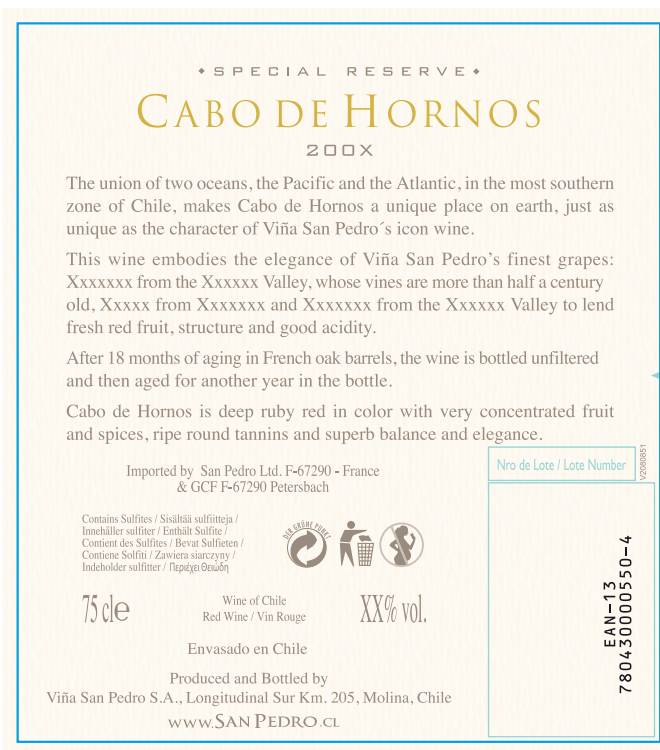 • SPECIAL RESERVE •
CABO DE HORNOS
200X
The union of two oceans, the Pacific and the Atlantic, in the most southern
zone of Chile, makes Cabo de Hornos a unique place on earth, just as
unique as the character of Viña San Pedro´s icon wine.
This wine embodies the elegance of Viña San Pedro's finest grapes:
Xxxxxxx from the Xxxxxx Valley, whose vines are more than half a century
old, Xxxxx from Xxxxxxx and Xxxxxxx from the Xxxxxx Valley to lend
fresh red fruit, structure and good acidity.
After 18 months of aging in French oak barrels, the wine is bottled unfiltered
and then aged for another year in the bottle.
Cabo de Hornos is deep ruby red in color with very concentrated fruit
and spices, ripe round tannins and superb balance and elegance.
Imported by San Pedro Ltd. F-67290 - France
& GCF F-67290 Petersbach
Nro de Lote / Lote Number
V2080851
Contains Sulfites / Sisältää sulfiitteja /
Innehåller sulfiter / Enthält Sulfite /
Contient des Sulfites / Bevat Sulfieten /
Contiene Solfiti / Zawiera siarczyny /
Indeholder sulfitter / Περιέχει Θειώδη
DER GRÜNE PUNKT
75 cl e
Wine of Chile
Red Wine / Vin Rouge
XX% vol.
Envasado en Chile
Produced and Bottled by
Viña San Pedro S.A., Longitudinal Sur Km. 205, Molina, Chile
WWW.SAN PEDRO.CL
EAN-13
780430000550-4